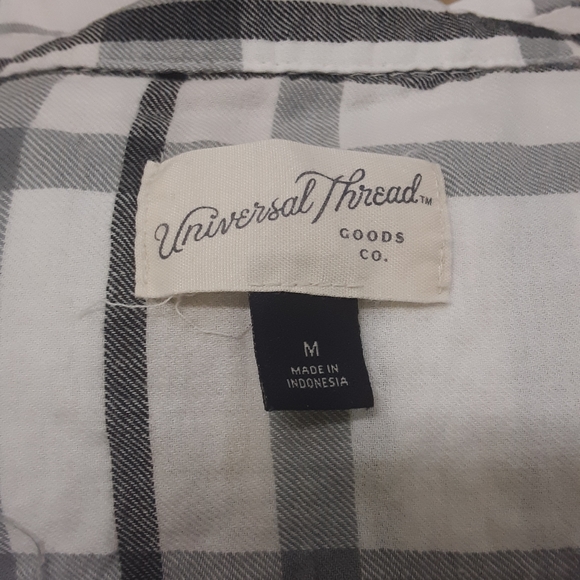 Universal Thread™
GOODS
CO.
M
MADE IN
INDONESIA